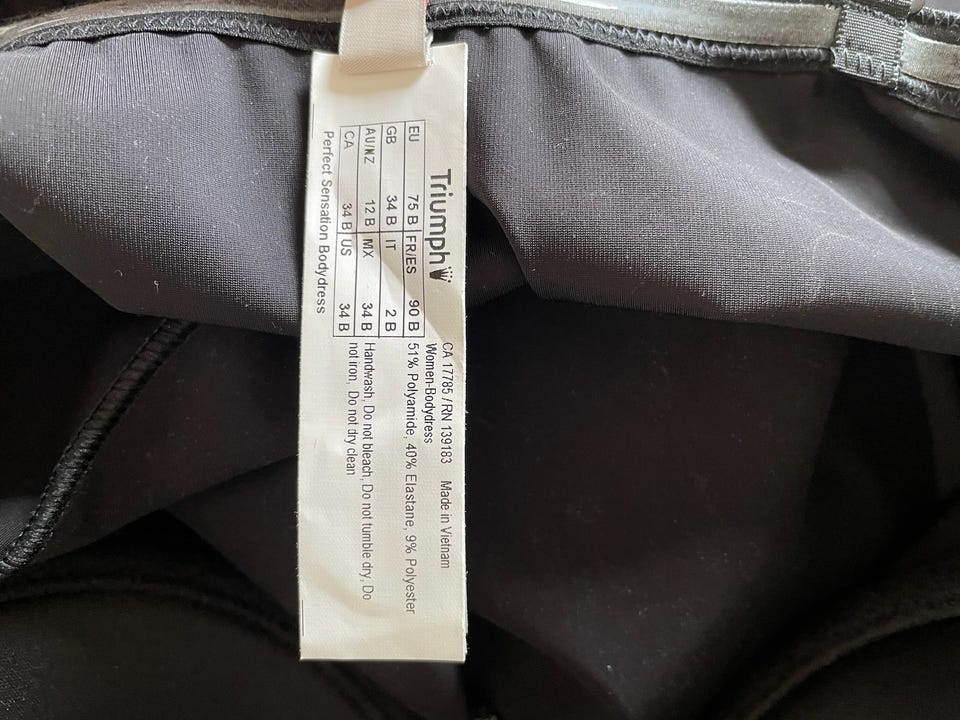 Triumph
EU 75 B FR/ES 90 B
GB 34 B IT 2 B
AU/NZ 12 B MX 34 B
CA 34 B US 34 B
Perfect Sensation Bodydress
CA 17785 / RN 139183 Made in Vietnam
Women-Bodydress
51% Polyamide, 40% Elastane, 9% Polyester
Handwash, Do not bleach, Do not tumble dry, Do
not iron, Do not dry clean